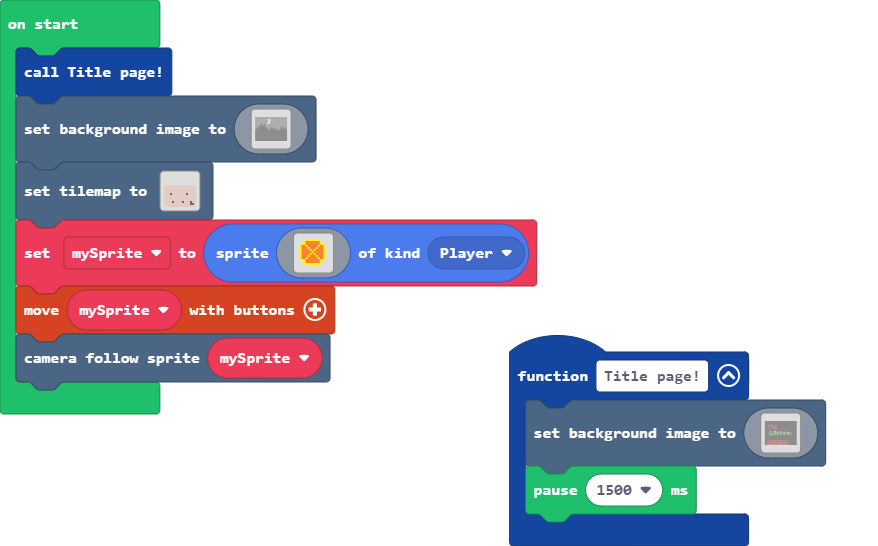 on start
call Title page!
set background image to
set tilemap to
set mySprite to sprite of kind Player
move mySprite with buttons
camera follow sprite mySprite
function Title page!
set background image to
pause 1500 ms